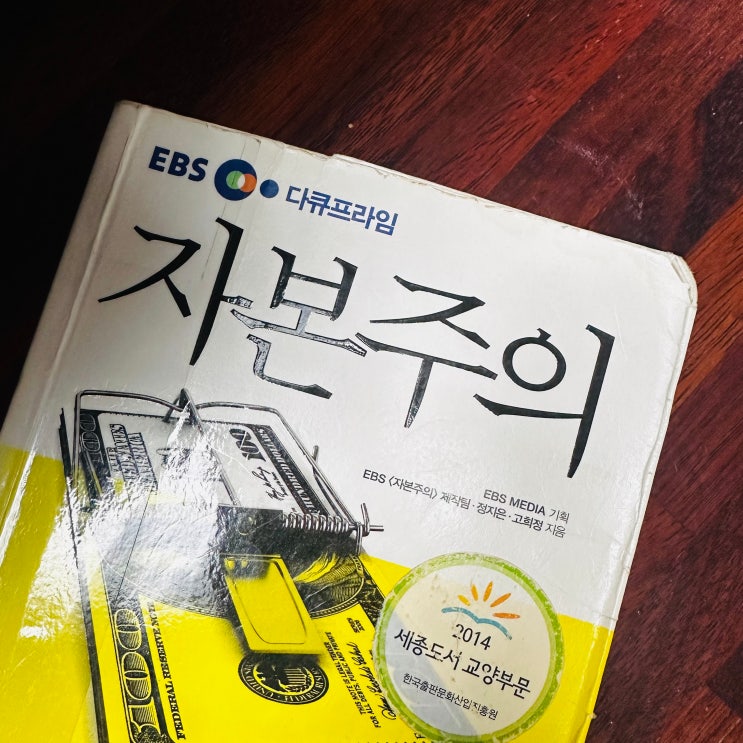 EBS 다큐프라임
자본주의
EBS MEDIA 기획
EBS 〈자본주의〉 제작팀 · 정지은 · 고희정 지음
2014
세종도서 교양부문
한국출판문화산업진흥원
100
FEDERAL RESERVE